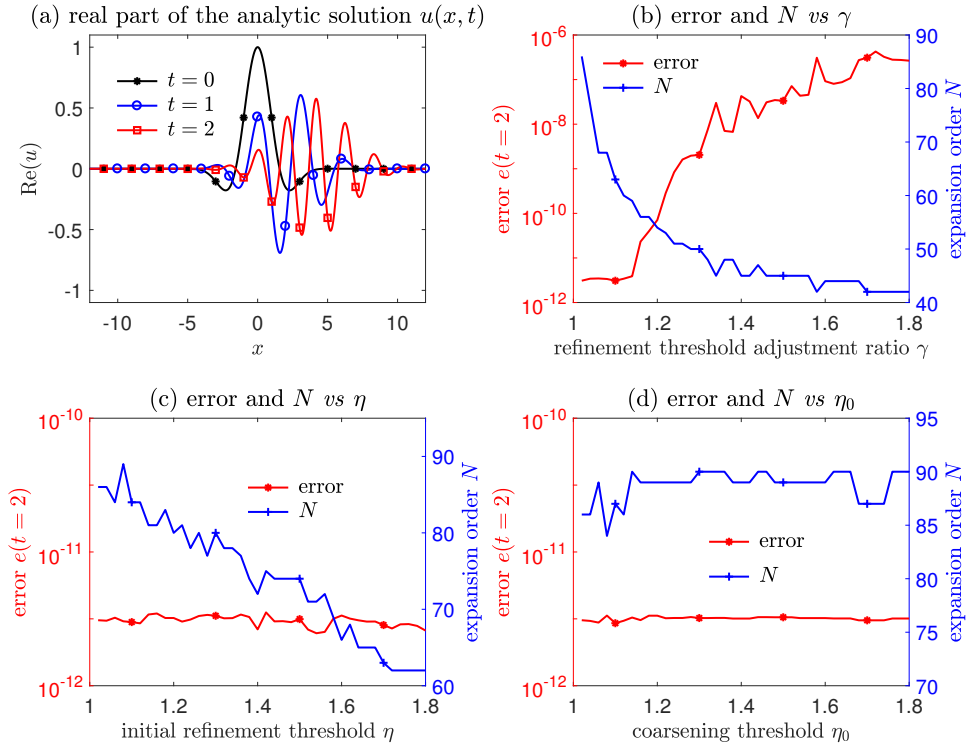 (a) real part of the analytic solution u(x, t)
1
0.5
0
-0.5
-1
Re(u)
t = 0
t = 1
t = 2
-10 -5 0 5 10
x
(b) error and N vs γ
10^-6
10^-8
10^-10
10^-12
error e(t = 2)
error
N
90
80
70
60
50
40
expansion order N
1 1.2 1.4 1.6 1.8
refinement threshold adjustment ratio γ
(c) error and N vs η
10^-10
10^-11
10^-12
error e(t = 2)
error
N
90
80
70
60
expansion order N
1 1.2 1.4 1.6 1.8
initial refinement threshold η
(d) error and N vs η₀
10^-10
10^-11
10^-12
error e(t = 2)
error
N
95
90
85
80
75
70
expansion order N
1 1.2 1.4 1.6 1.8
coarsening threshold η₀